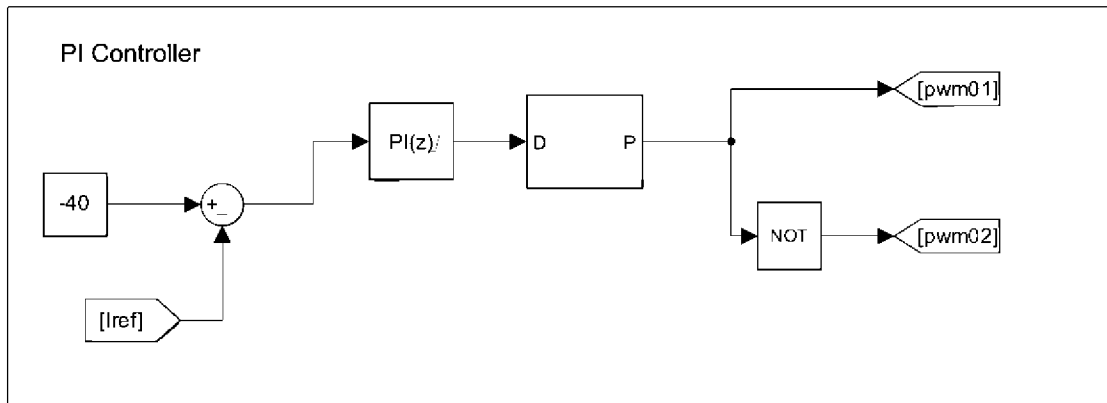 PI Controller
[pwm01]
PI(z)
D
P
-40
+
_
NOT
[pwm02]
[Iref]